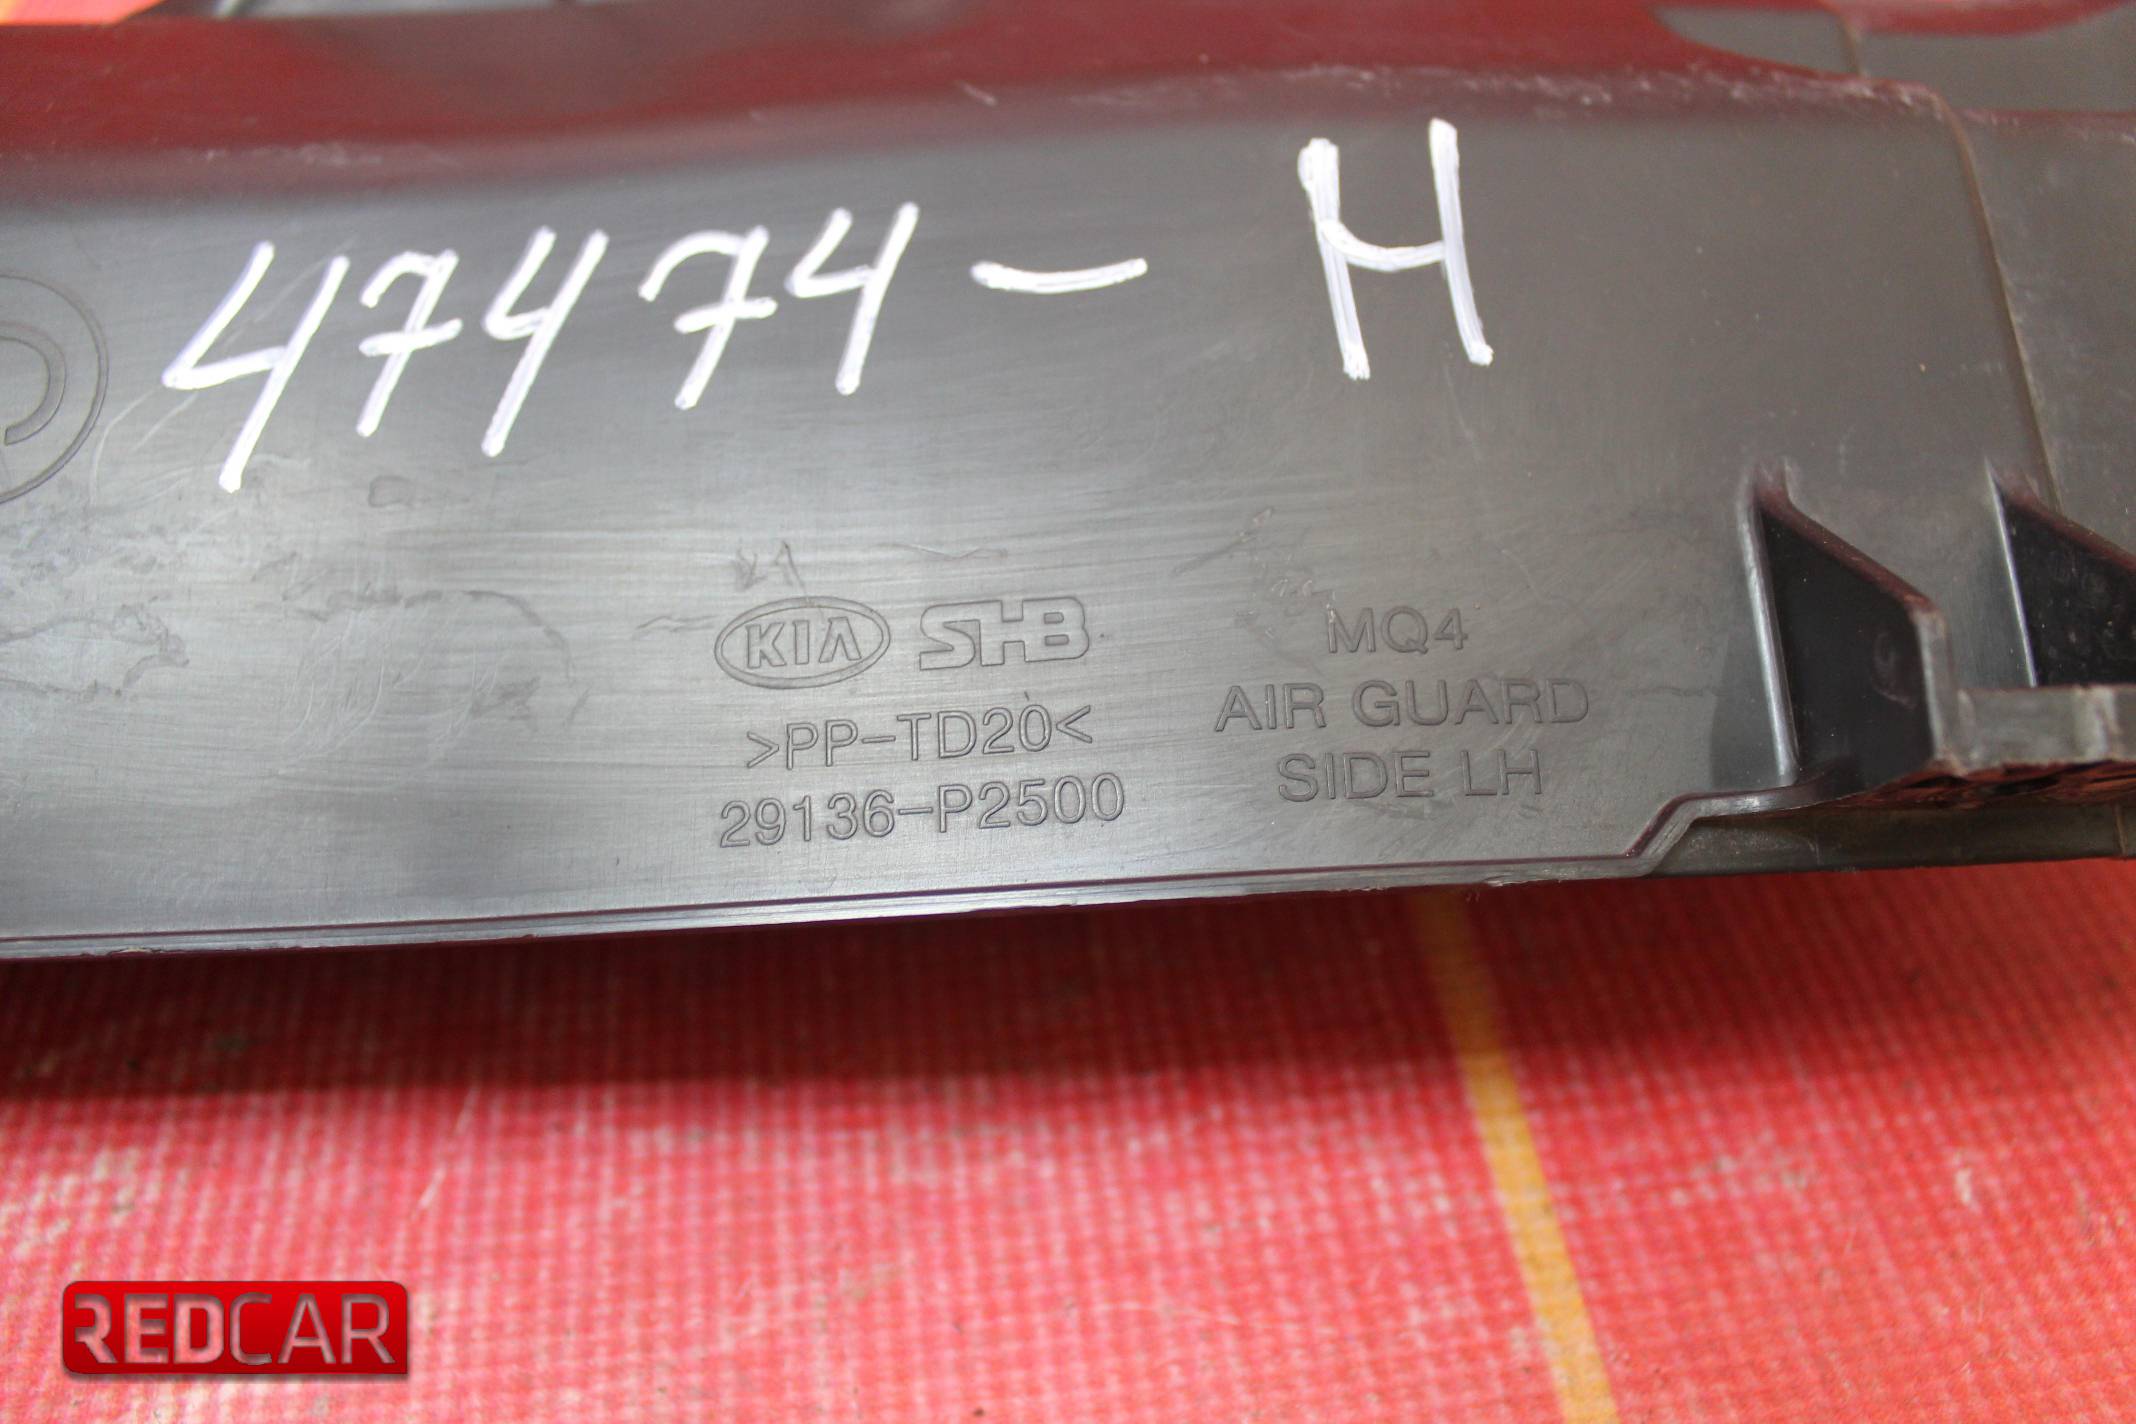 47474-H
KIA SHB
>PP-TD20<
29136-P2500
MQ4
AIR GUARD
SIDE LH
REDCAR